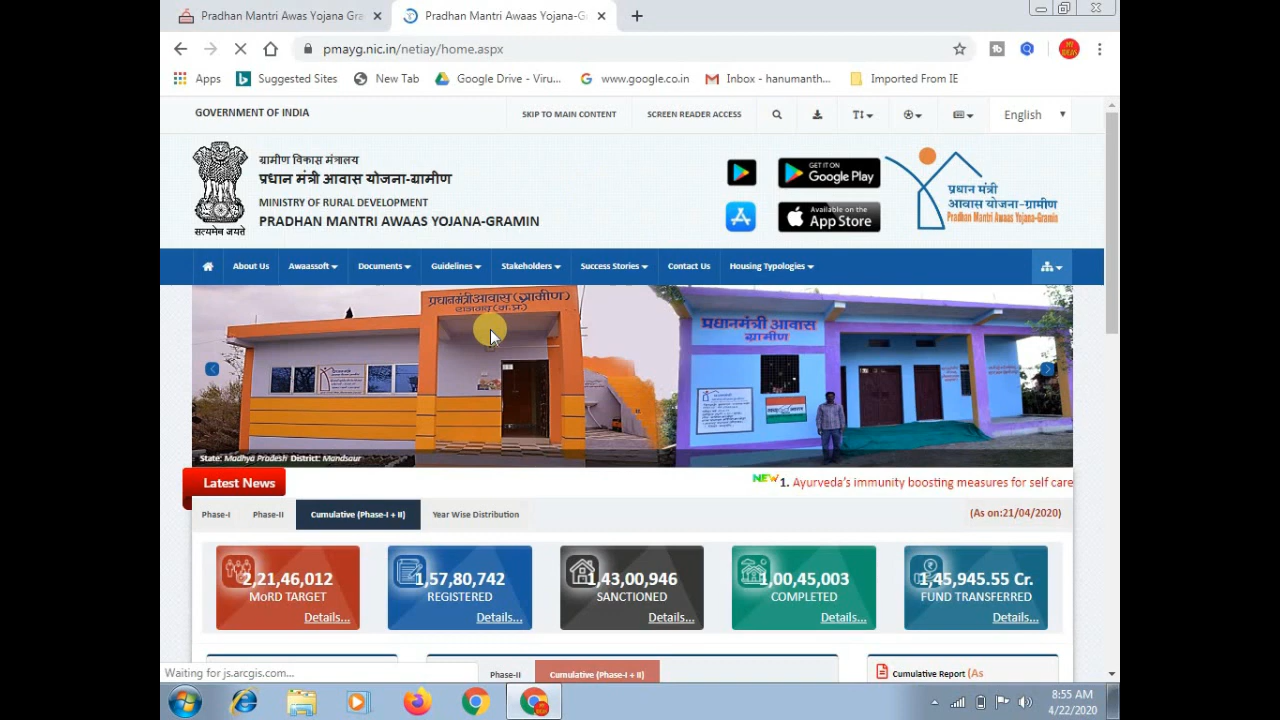 Pradhan Mantri Awas Yojana Gra
Pradhan Mantri Awaas Yojana-G
pmayg.nic.in/netiay/home.aspx
Apps
Suggested Sites
New Tab
Google Drive - Viru...
www.google.co.in
Inbox - hanumanth...
Imported From IE
GOVERNMENT OF INDIA
SKIP TO MAIN CONTENT
SCREEN READER ACCESS
English
ग्रामीण विकास मंत्रालय
प्रधान मंत्री आवास योजना-ग्रामीण
MINISTRY OF RURAL DEVELOPMENT
PRADHAN MANTRI AWAAS YOJANA-GRAMIN
सत्यमेव जयते
GET IT ON
Google Play
Available on the
App Store
प्रधान मंत्री
आवास योजना-ग्रामीण
Pradhan Mantri Awaas Yojna-Gramin
About Us
Awaassoft
Documents
Guidelines
Stakeholders
Success Stories
Contact Us
Housing Typologies
प्रधानमंत्री आवास (ग्रामीण)
प्रधानमंत्री आवास
ग्रामीण
State: Madhya Pradesh District: Mandsaur
Latest News
NEW 1. Ayurveda's immunity boosting measures for self care
Phase-I
Phase-II
Cumulative (Phase-I + II)
Year Wise Distribution
(As on:21/04/2020)
2,21,46,012
MoRD TARGET
Details...
1,57,80,742
REGISTERED
Details...
1,43,00,946
SANCTIONED
Details...
1,00,45,003
COMPLETED
Details...
1,45,945.55 Cr.
FUND TRANSFERRED
Details...
Phase-II
Cumulative (Phase-I + II)
Cumulative Report (As
Waiting for js.arcgis.com...
8:55 AM
4/22/2020